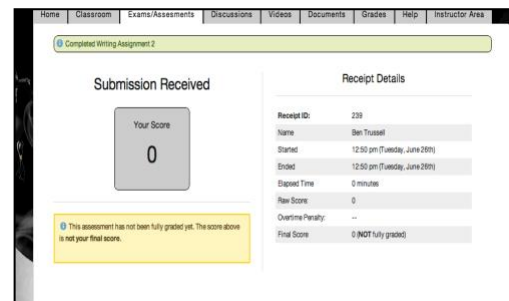 Home Classroom Exams/Assesments Discussions Videos Documents Grades Help Instructor Area
Completed Writing Assignment 2
Submission Received
Your Score
0
This assessment has not been fully graded yet. The score above
is not your final score.
Receipt Details
Receipt ID: 239
Name Ben Trussell
Started 12:50 pm (Tuesday, June 26th)
Ended 12:50 pm (Tuesday, June 26th)
Elapsed Time 0 minutes
Raw Score 0
Overtime Penalty: --
Final Score 0 (NOT fully graded)